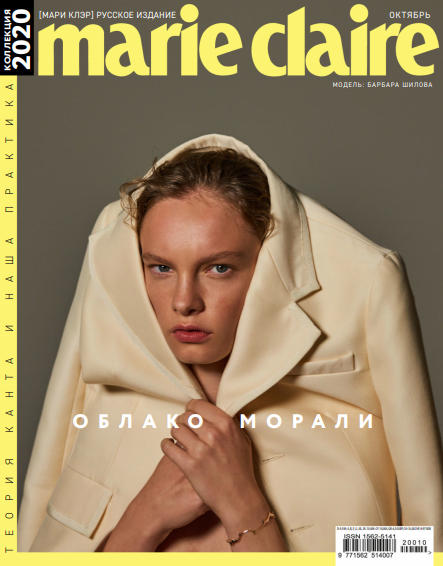 КОЛЛЕКЦИЯ
2020
[МАРИ КЛЭР] РУССКОЕ ИЗДАНИЕ
ОКТЯБРЬ
marie claire
МОДЕЛЬ: БАРБАРА ШИЛОВА
ТЕОРИЯ КАНТА И НАША ПРАКТИКА
ОБЛАКО МОРАЛИ
ISSN 1562-5141
20010
9 771562 514007